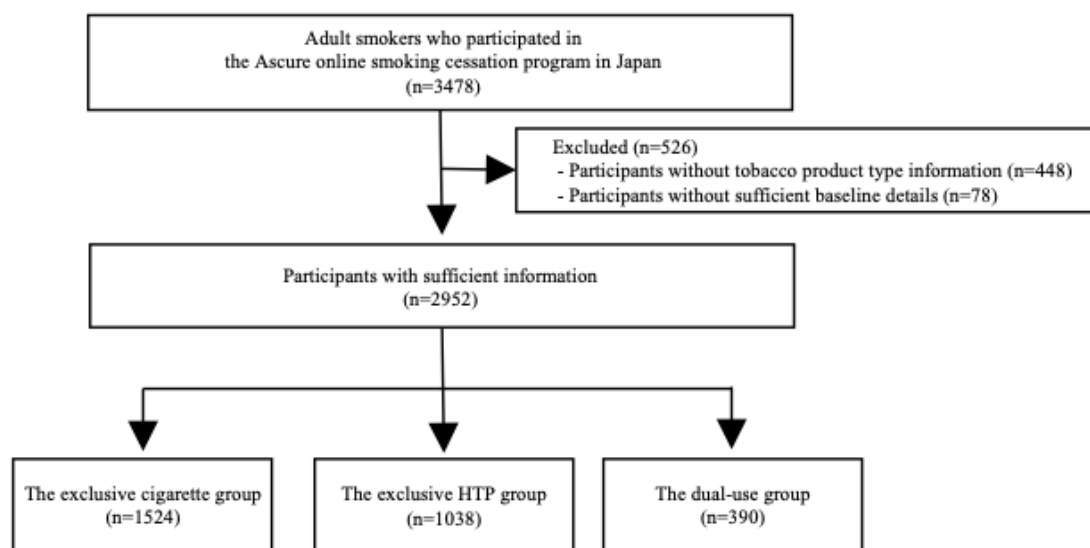 Adult smokers who participated in
the Ascure online smoking cessation program in Japan
(n=3478)
Excluded (n=526)
- Participants without tobacco product type information (n=448)
- Participants without sufficient baseline details (n=78)
Participants with sufficient information
(n=2952)
The exclusive cigarette group
(n=1524)
The exclusive HTP group
(n=1038)
The dual-use group
(n=390)